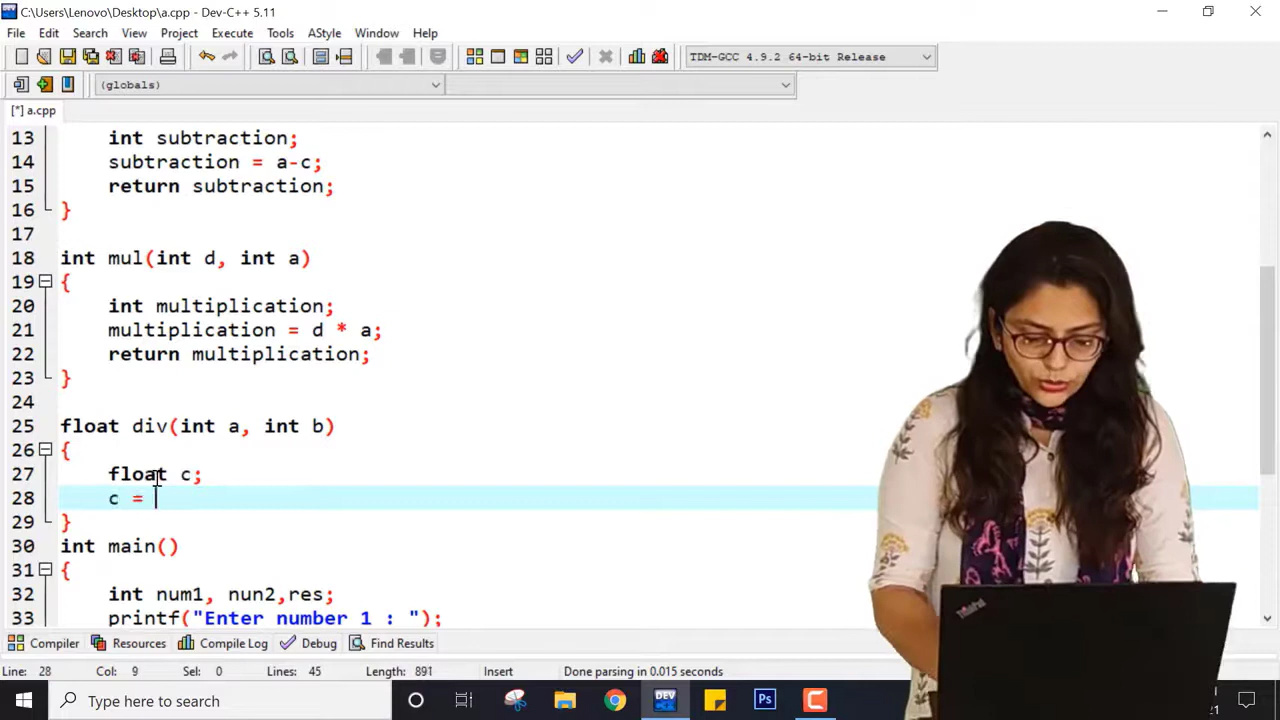 C:\Users\Lenovo\Desktop\a.cpp - Dev-C++ 5.11
File Edit Search View Project Execute Tools AStyle Window Help
TDM-GCC 4.9.2 64-bit Release
(globals)
[*] a.cpp
13 int subtraction;
14 subtraction = a-c;
15 return subtraction;
16 }
17
18 int mul(int d, int a)
19 {
20 int multiplication;
21 multiplication = d * a;
22 return multiplication;
23 }
24
25 float div(int a, int b)
26 {
27 float c;
28 c =
29 }
30 int main()
31 {
32 int num1, nun2,res;
33 printf("Enter number 1 : ");
Compiler Resources Compile Log Debug Find Results
Line: 28 Col: 9 Sel: 0 Lines: 45 Length: 891 Insert Done parsing in 0.015 seconds
Type here to search
DEV
Ps
ThinkPad
21